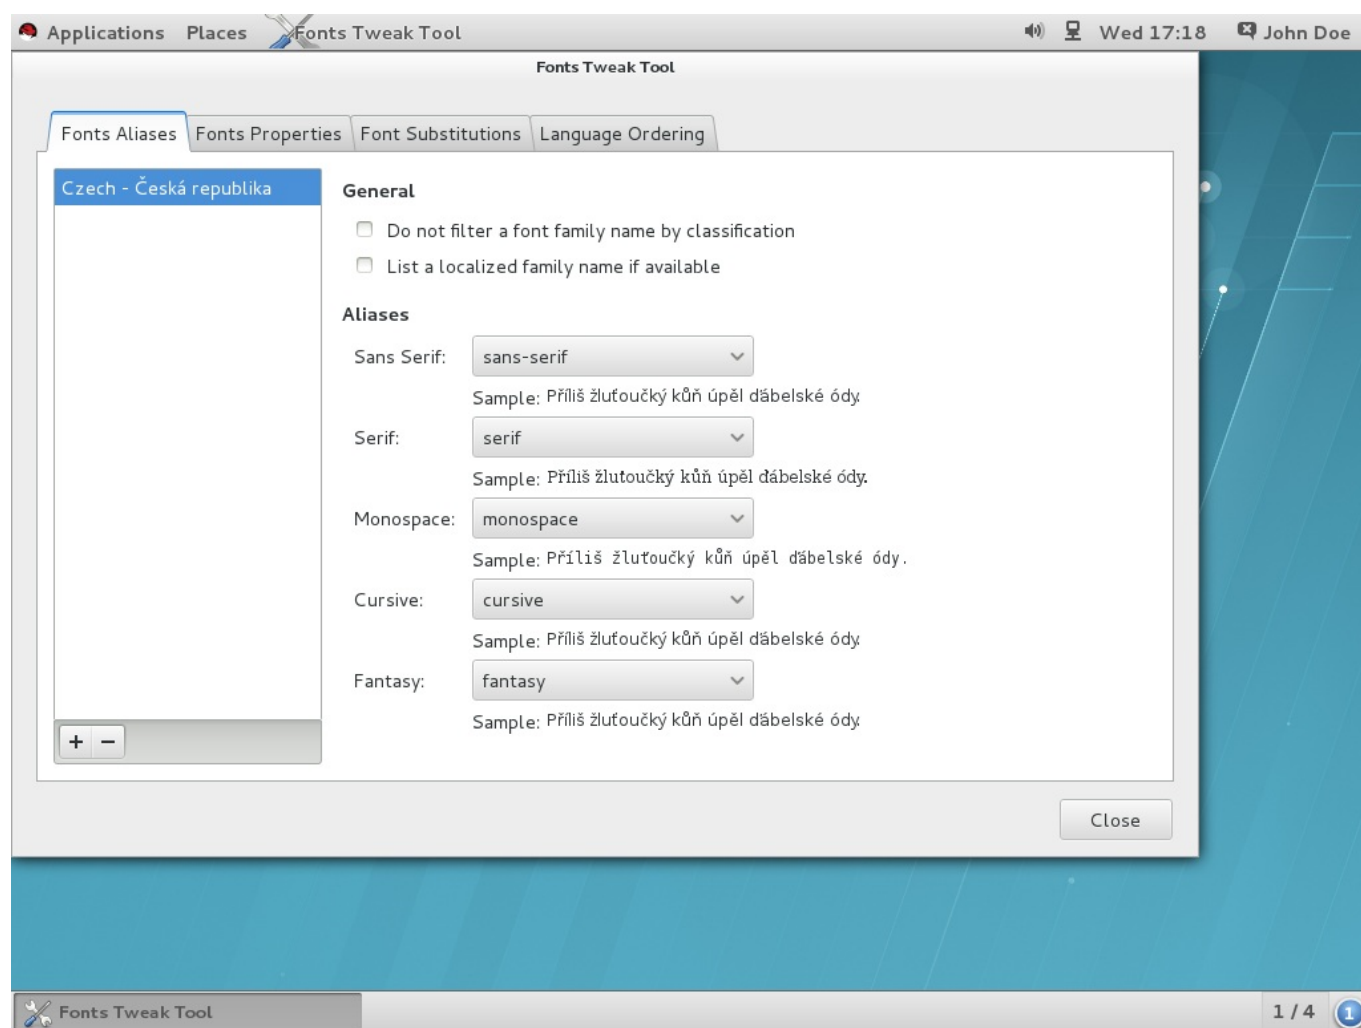 Applications Places Fonts Tweak Tool Wed 17:18 John Doe
Fonts Tweak Tool
Fonts Aliases Fonts Properties Font Substitutions Language Ordering
Czech - Česká republika
General
Do not filter a font family name by classification
List a localized family name if available
Aliases
Sans Serif: sans-serif
Sample: Příliš žluťoučký kůň úpěl ďábelské ódy.
Serif: serif
Sample: Příliš žluťoučký kůň úpěl ďábelské ódy.
Monospace: monospace
Sample: Příliš žluťoučký kůň úpěl ďábelské ódy.
Cursive: cursive
Sample: Příliš žluťoučký kůň úpěl ďábelské ódy.
Fantasy: fantasy
Sample: Příliš žluťoučký kůň úpěl ďábelské ódy.
+ −
Close
Fonts Tweak Tool 1 / 4 1